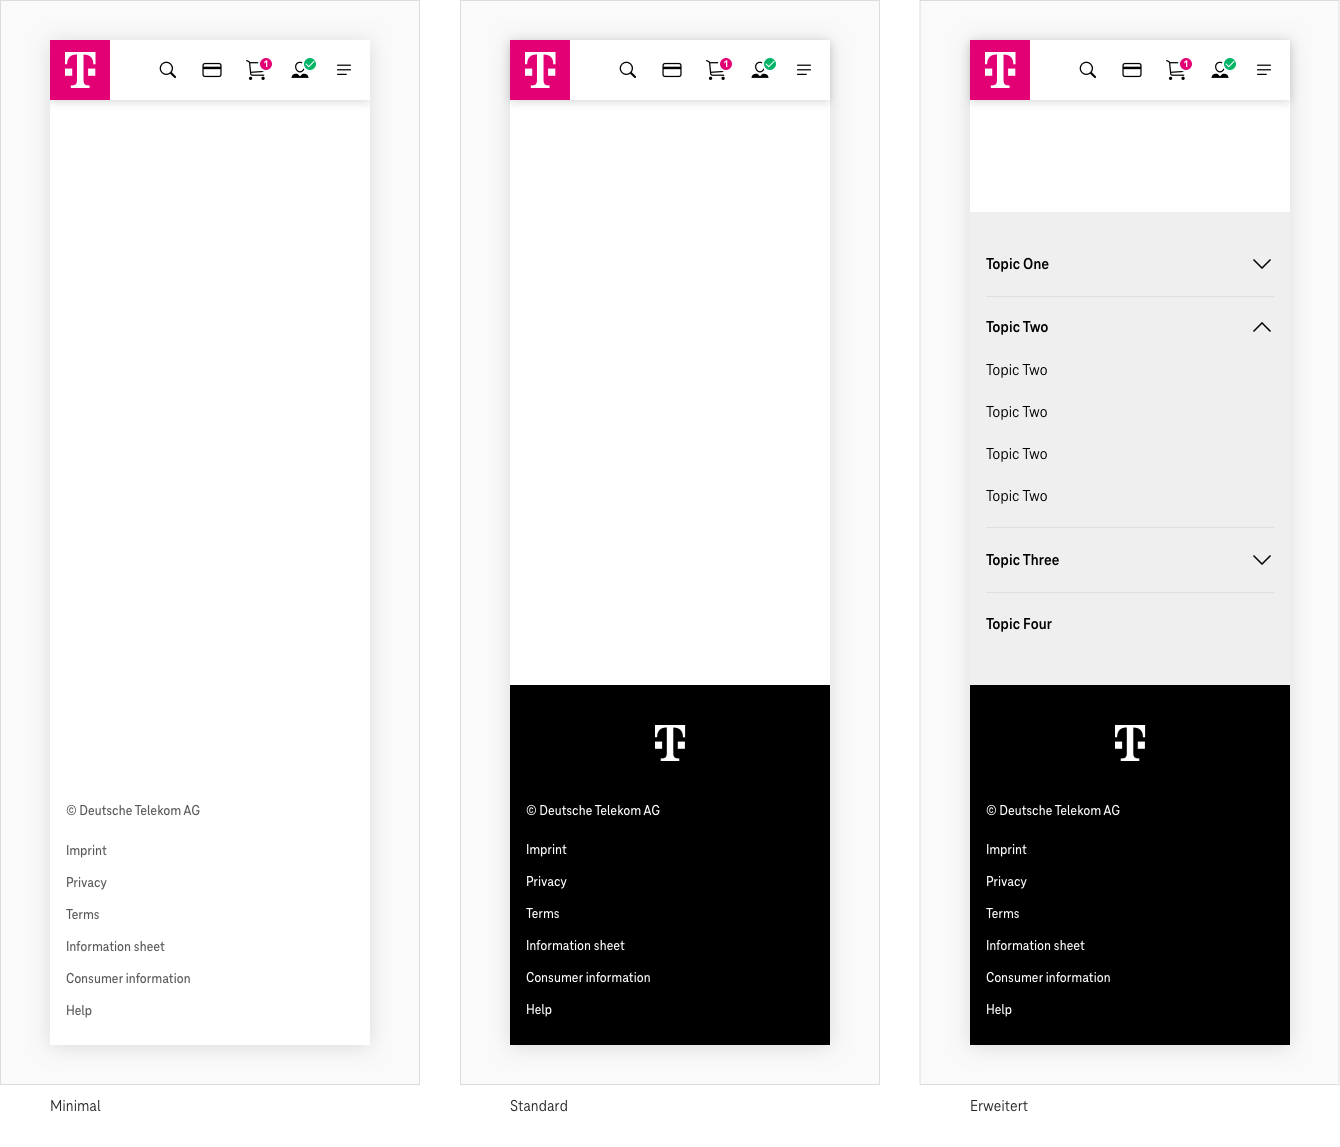 1
© Deutsche Telekom AG
Imprint
Privacy
Terms
Information sheet
Consumer information
Help
Minimal
1
© Deutsche Telekom AG
Imprint
Privacy
Terms
Information sheet
Consumer information
Help
Standard
1
Topic One
Topic Two
Topic Two
Topic Two
Topic Two
Topic Two
Topic Three
Topic Four
© Deutsche Telekom AG
Imprint
Privacy
Terms
Information sheet
Consumer information
Help
Erweitert